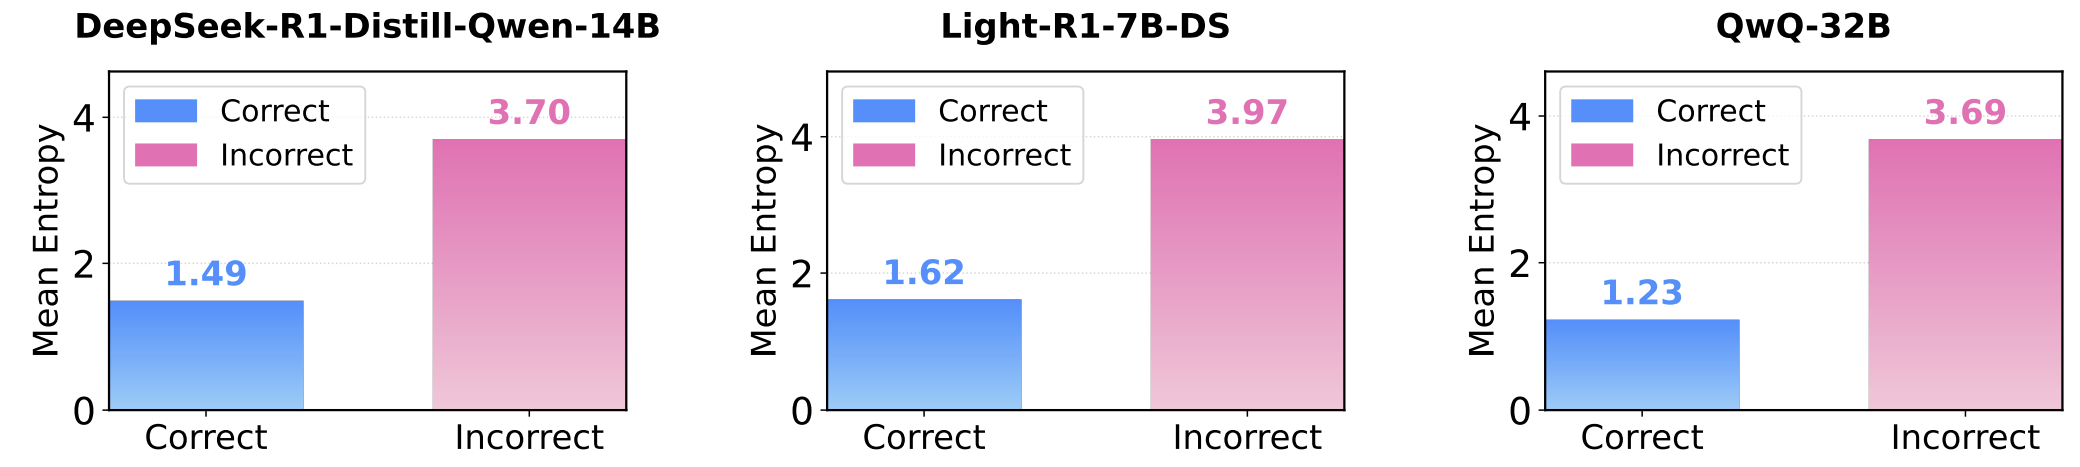 DeepSeek-R1-Distill-Qwen-14B
Mean Entropy
4
2
0
Correct
Incorrect
3.70
1.49
Correct
Incorrect
Light-R1-7B-DS
Mean Entropy
4
2
0
Correct
Incorrect
3.97
1.62
Correct
Incorrect
QwQ-32B
Mean Entropy
4
2
0
Correct
Incorrect
3.69
1.23
Correct
Incorrect